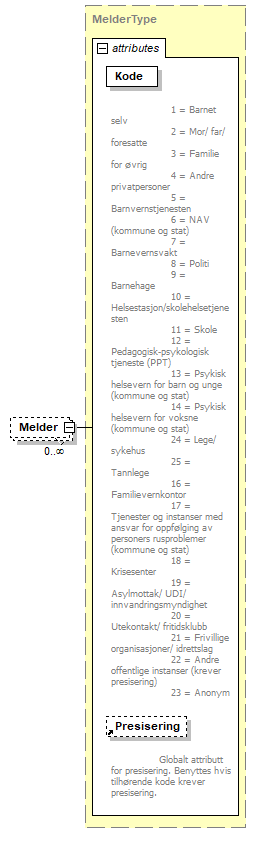 MelderType
attributes
Kode
1 = Barnet
selv
2 = Mor/ far/
foresatte
3 = Familie
for øvrig
4 = Andre
privatpersoner
5 =
Barnvernstjenesten
6 = NAV
(kommune og stat)
7 =
Barnevernsvakt
8 = Politi
9 =
Barnehage
10 =
Helsestasjon/skolehelsetjene
sten
11 = Skole
12 =
Pedagogisk-psykologisk
tjeneste (PPT)
13 = Psykisk
helsevern for barn og unge
(kommune og stat)
14 = Psykisk
helsevern for voksne
(kommune og stat)
24 = Lege/
sykehus
25 =
Tannlege
16 =
Familievernkontor
17 =
Tjenester og instanser med
ansvar for oppfølging av
personers rusproblemer
(kommune og stat)
18 =
Krisesenter
19 =
Asylmottak/ UDI/
innvandringsmyndighet
20 =
Utekontakt/ fritidsklubb
21 = Frivillige
organisasjoner/ idrettslag
22 = Andre
offentlige instanser (krever
presisering)
23 = Anonym
Melder
0..∞
Presisering
Globalt attributt
for presisering. Benyttes hvis
tilhørende kode krever
presisering.